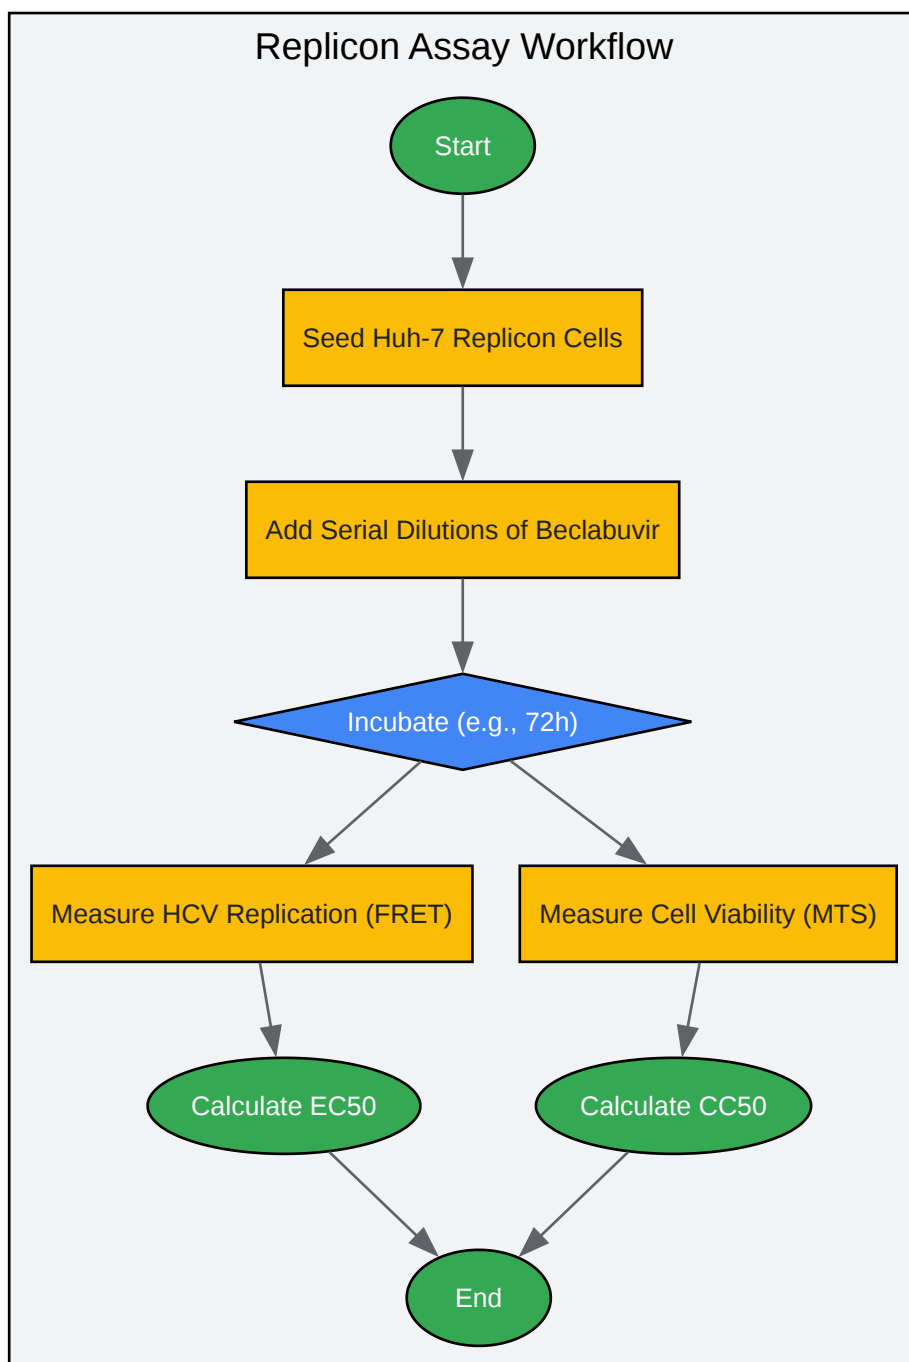 Replicon Assay Workflow
Start
Seed Huh-7 Replicon Cells
Add Serial Dilutions of Beclabuvir
Incubate (e.g., 72h)
Measure HCV Replication (FRET)
Measure Cell Viability (MTS)
Calculate EC50
Calculate CC50
End